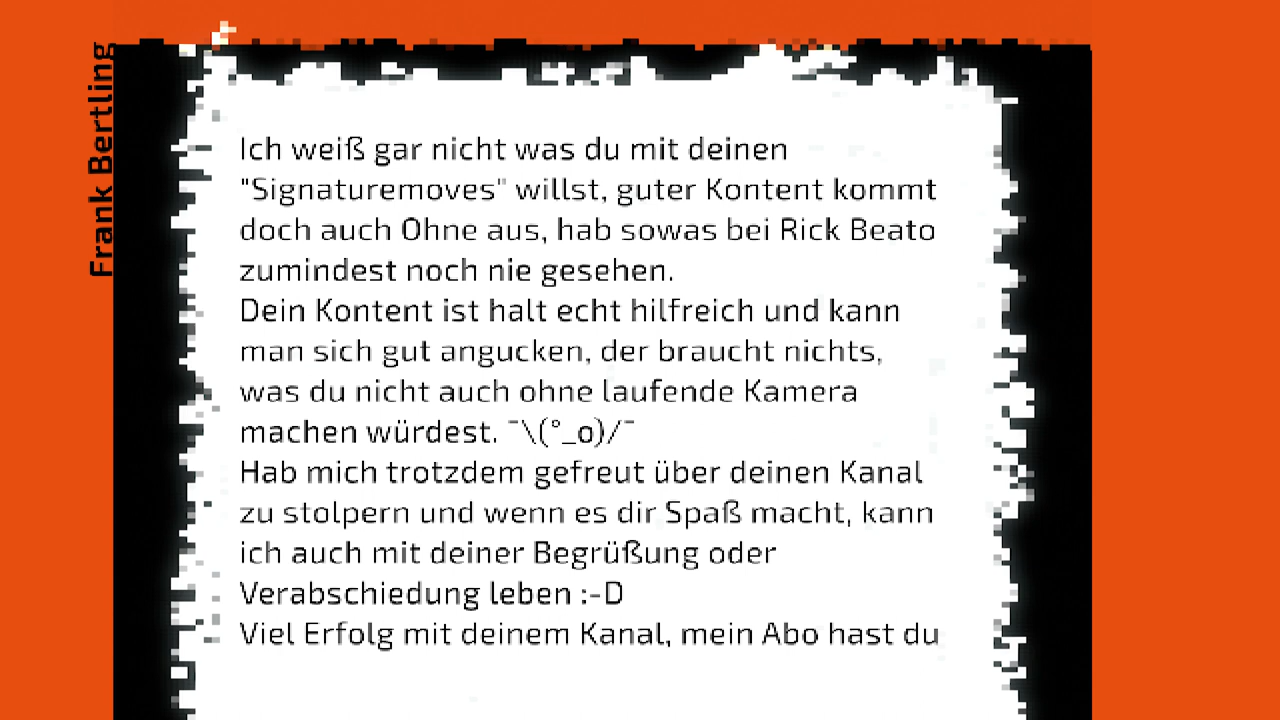 Frank Bertling
Ich weiß gar nicht was du mit deinen
"Signaturemoves" willst, guter Kontent kommt
doch auch Ohne aus, hab sowas bei Rick Beato
zumindest noch nie gesehen.
Dein Kontent ist halt echt hilfreich und kann
man sich gut angucken, der braucht nichts,
was du nicht auch ohne laufende Kamera
machen würdest. ¯\(°_o)/¯
Hab mich trotzdem gefreut über deinen Kanal
zu stolpern und wenn es dir Spaß macht, kann
ich auch mit deiner Begrüßung oder
Verabschiedung leben :-D
Viel Erfolg mit deinem Kanal, mein Abo hast du